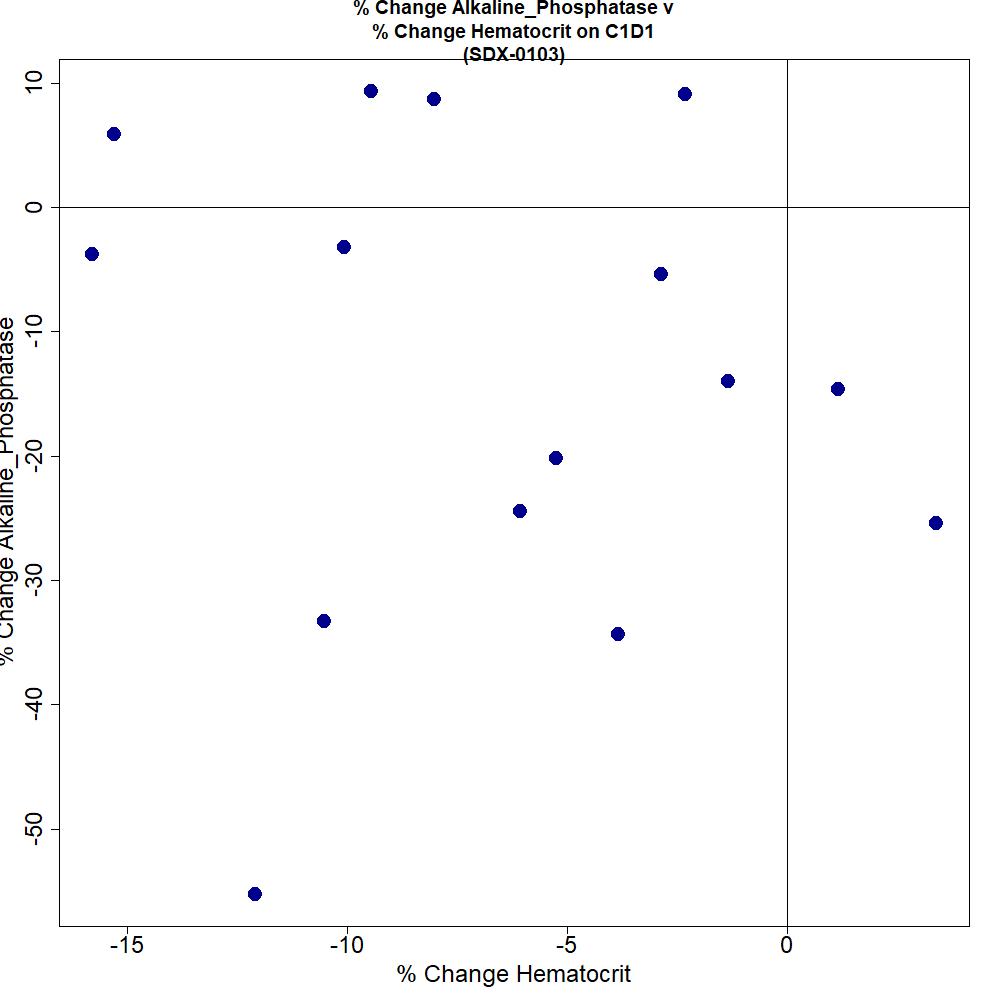 % Change Alkaline_Phosphatase v
% Change Hematocrit on C1D1
(SDX-0103)
10
0
-10
-20
-30
-40
-50
% Change Alkaline_Phosphatase
-15
-10
-5
0
% Change Hematocrit